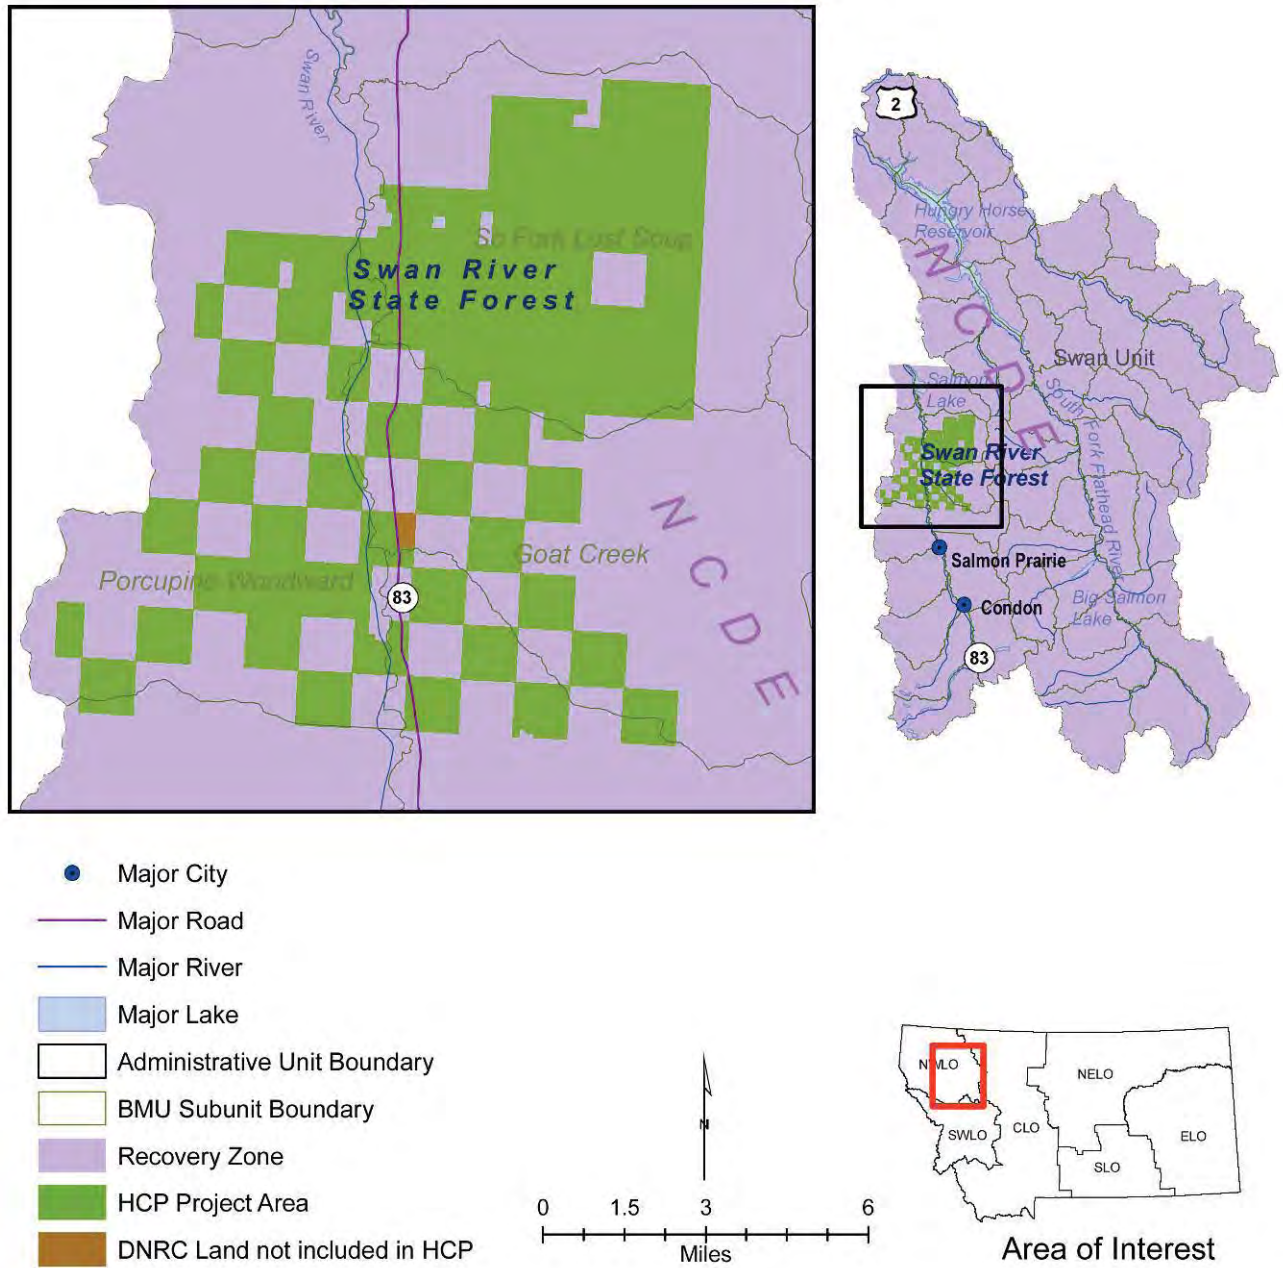 Swan River
So Fork Lost Soup
Swan River
State Forest
NCDE
Goat Creek
Porcupine Woodward
83
2
Hungry Horse
Reservoir
NCDE
Swan Unit
Salmon
Lake
South Fork Flathead River
Swan River
State Forest
Salmon Prairie
Condon
Big Salmon
Lake
83
Major City
Major Road
Major River
Major Lake
Administrative Unit Boundary
BMU Subunit Boundary
Recovery Zone
HCP Project Area
DNRC Land not included in HCP
N
0 1.5 3 6
Miles
NWLO
NELO
CLO
SWLO
ELO
SLO
Area of Interest